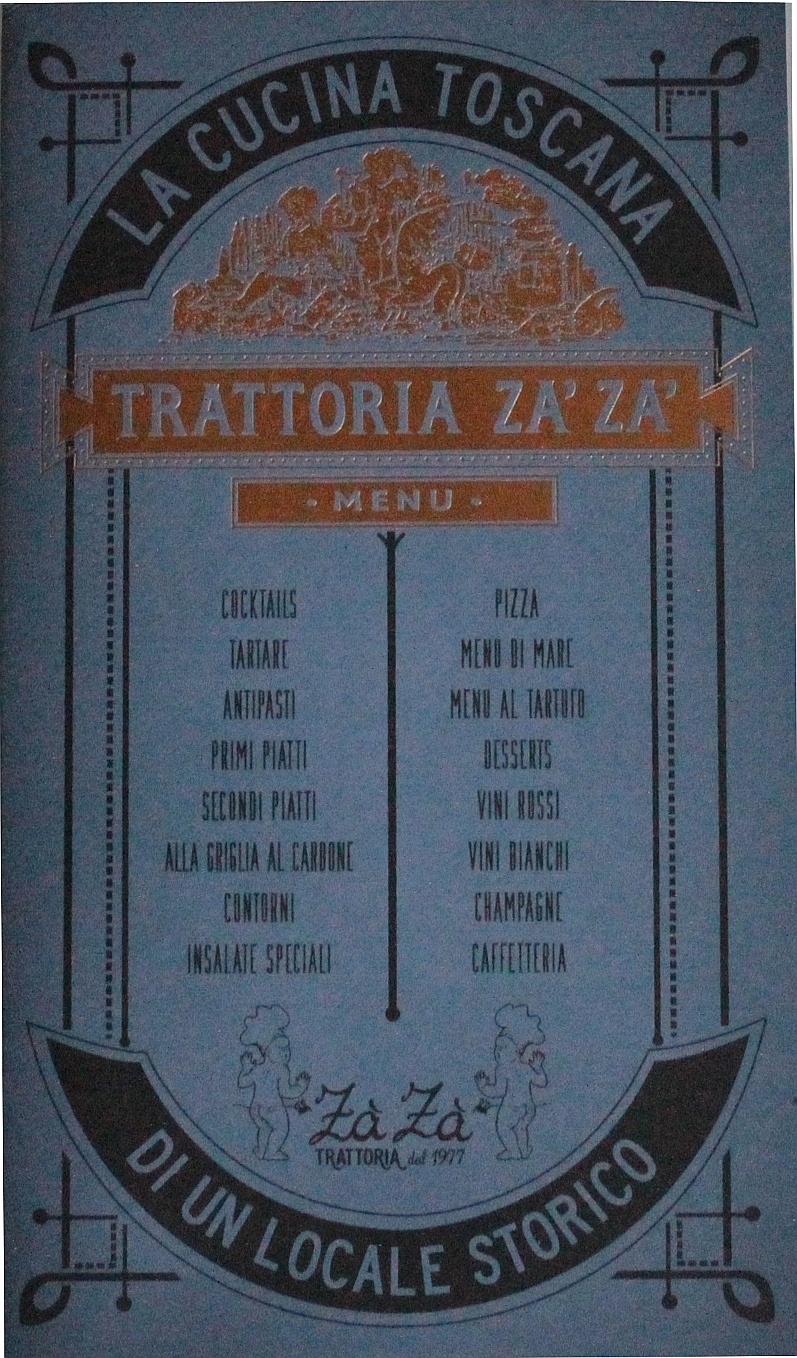 LA CUCINA TOSCANA
TRATTORIA ZA' ZA'
- MENU -
COCKTAILS
TARTARE
ANTIPASTI
PRIMI PIATTI
SECONDI PIATTI
ALLA GRIGLIA AL CARBONE
CONTORNI
INSALATE SPECIALI
PIZZA
MENU DI MARE
MENU AL TARTUFO
DESSERTS
VINI ROSSI
VINI BIANCHI
CHAMPAGNE
CAFFETTERIA
Zà Zà
TRATTORIA dal 1977
DI UN LOCALE STORICO